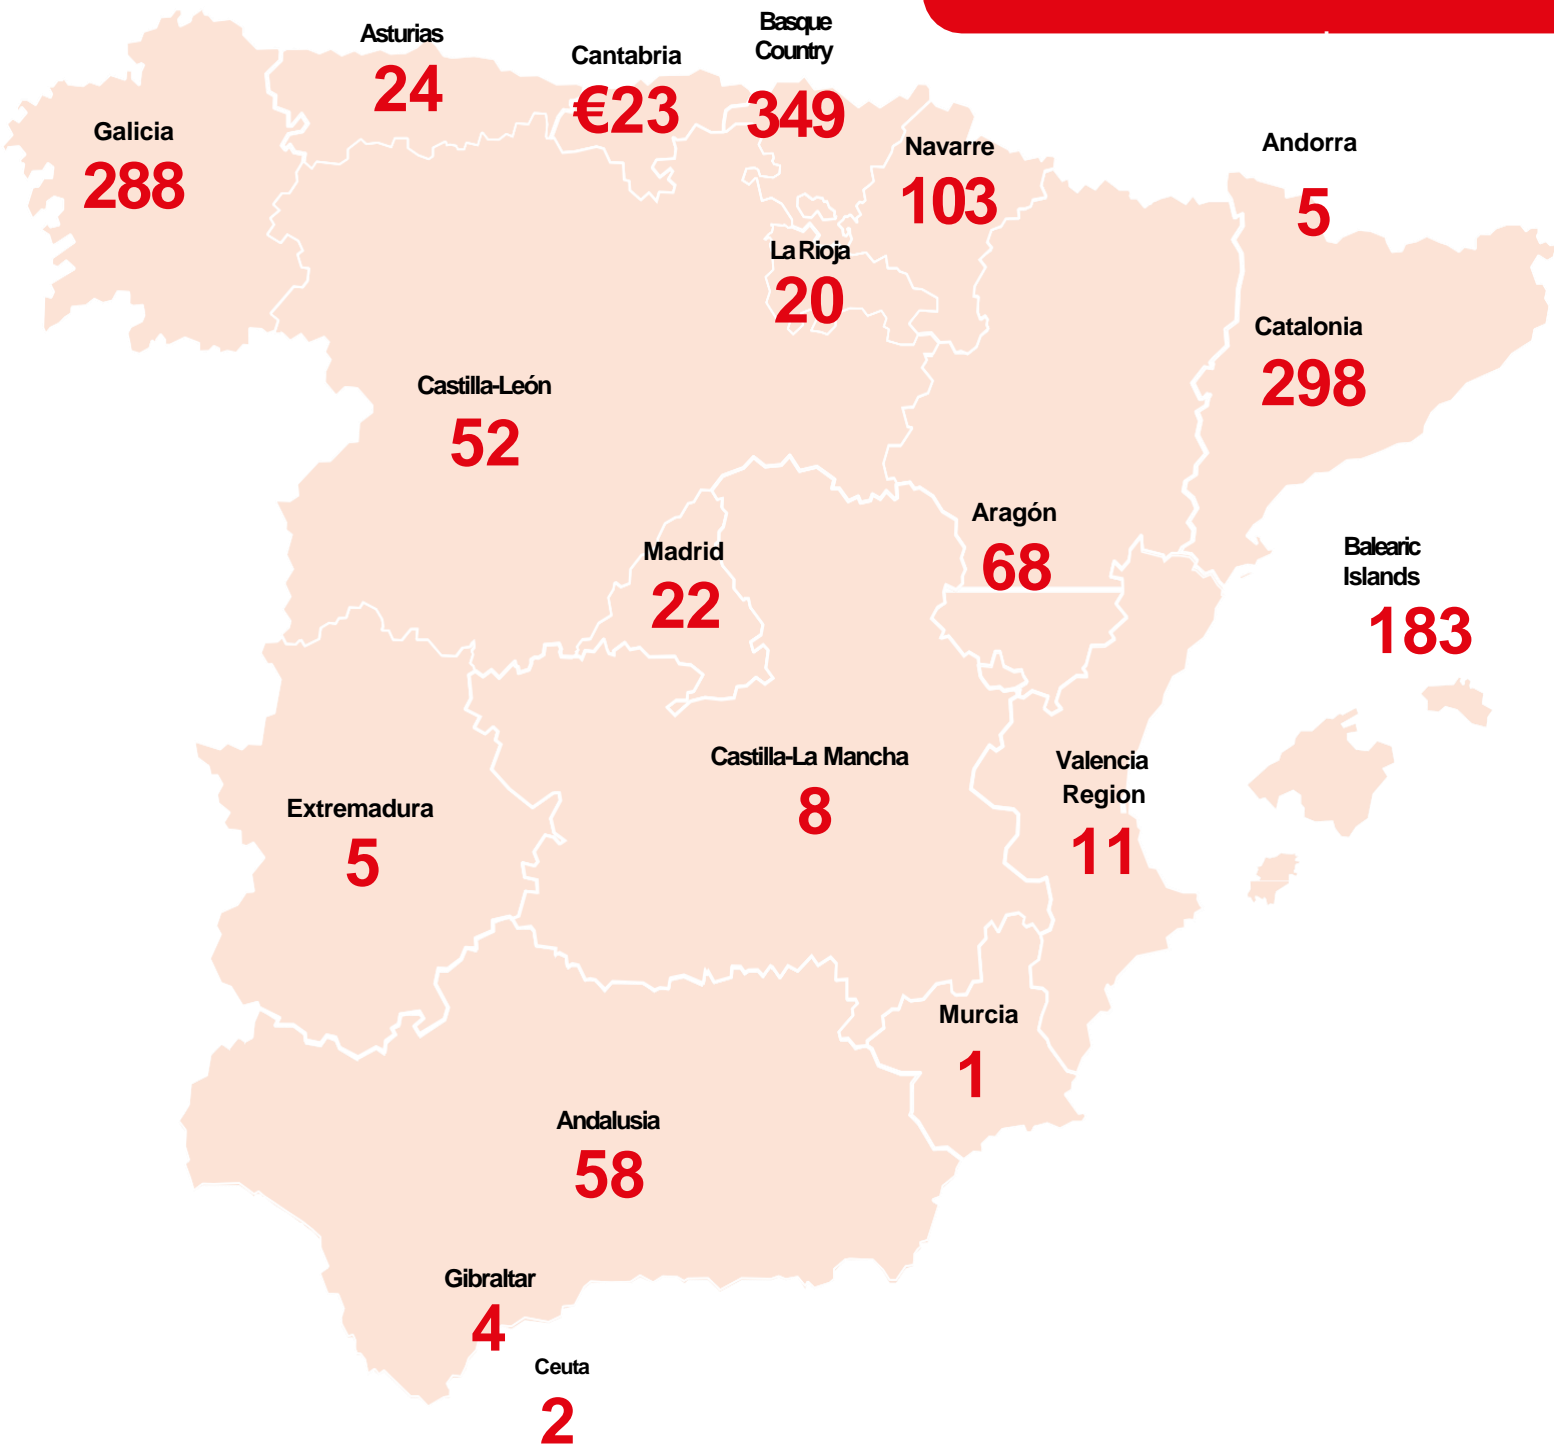 Asturias
24
Cantabria
€23
Basque
Country
349
Galicia
288
Navarre
103
Andorra
5
La Rioja
20
Catalonia
298
Castilla-León
52
Aragón
68
Madrid
22
Balearic
Islands
183
Castilla-La Mancha
8
Valencia
Region
11
Extremadura
5
Murcia
1
Andalusia
58
Gibraltar
4
Ceuta
2